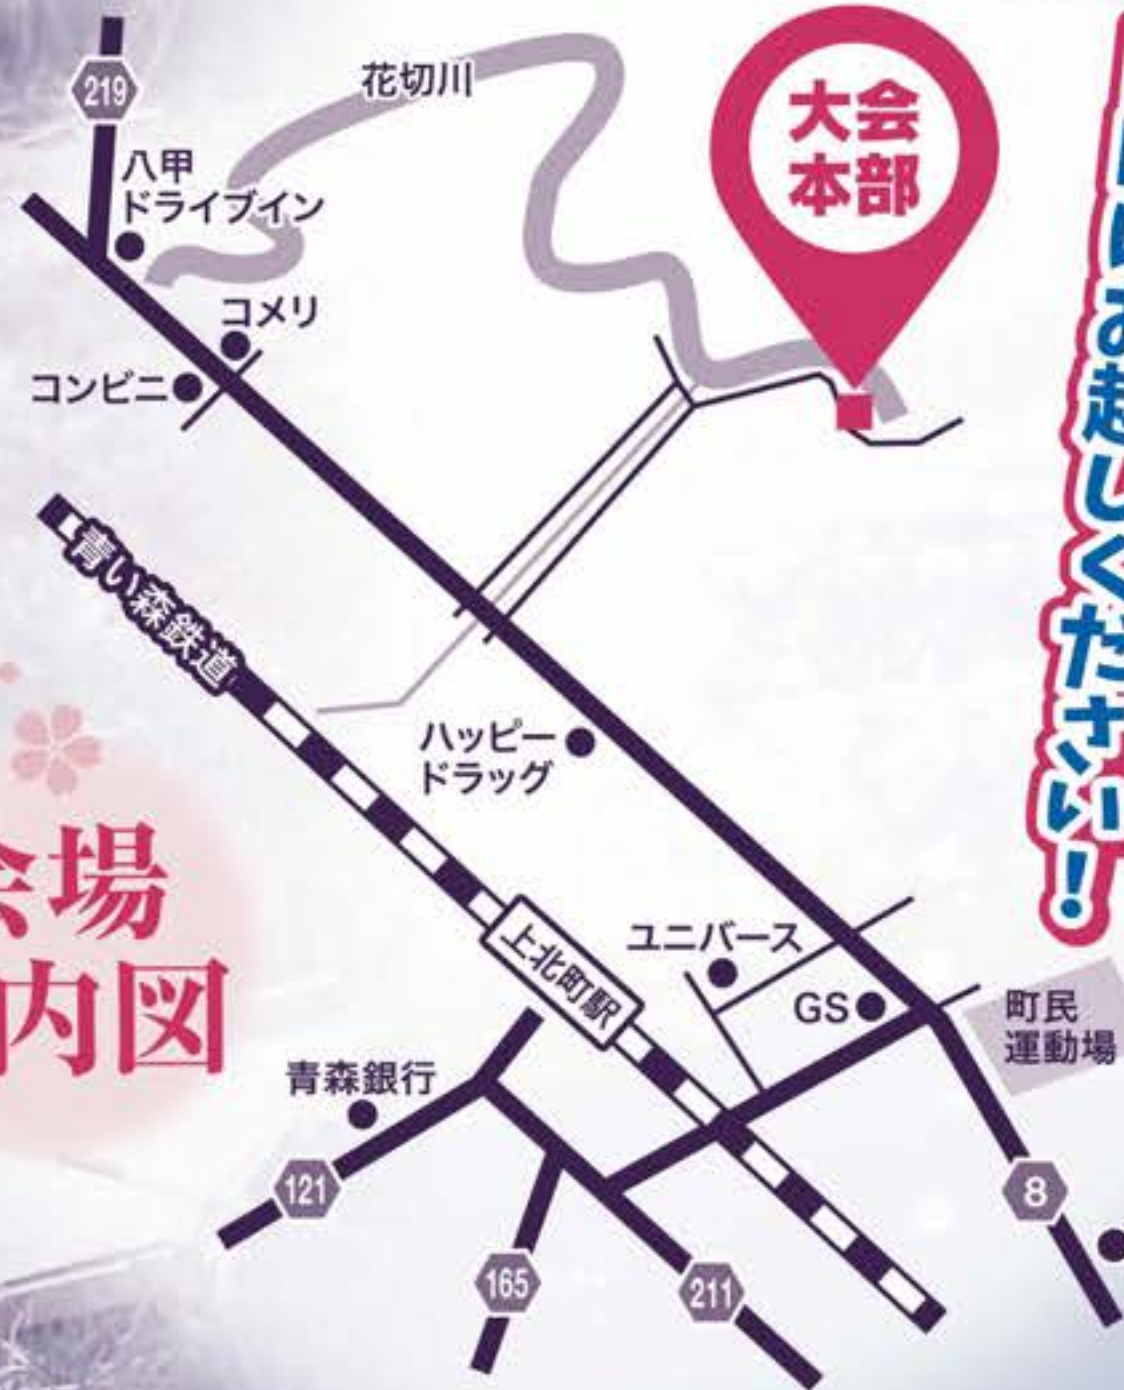 219
花切川
大会
本部
八甲
ドライブイン
コメリ
コンビニ
お越しください!
青い森鉄道
ハッピー
ドラッグ
会場
内図
上北町駅
ユニバース
GS
町民
運動場
青森銀行
121
8
165
211